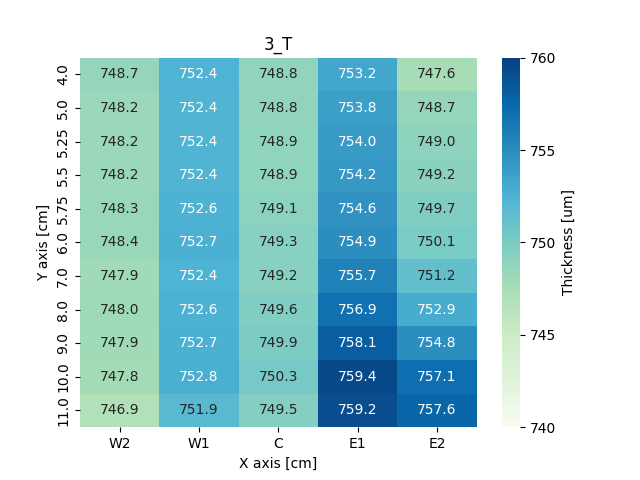 3_T
4.0 748.7 752.4 748.8 753.2 747.6
5.0 748.2 752.4 748.8 753.8 748.7
5.25 748.2 752.4 748.9 754.0 749.0
5.5 748.2 752.4 748.9 754.2 749.2
5.75 748.3 752.6 749.1 754.6 749.7
6.0 748.4 752.7 749.3 754.9 750.1
7.0 747.9 752.4 749.2 755.7 751.2
8.0 748.0 752.6 749.6 756.9 752.9
9.0 747.9 752.7 749.9 758.1 754.8
10.0 747.8 752.8 750.3 759.4 757.1
11.0 746.9 751.9 749.5 759.2 757.6
W2 W1 C E1 E2
X axis [cm]
Y axis [cm]
760
755
750
745
740
Thickness [um]